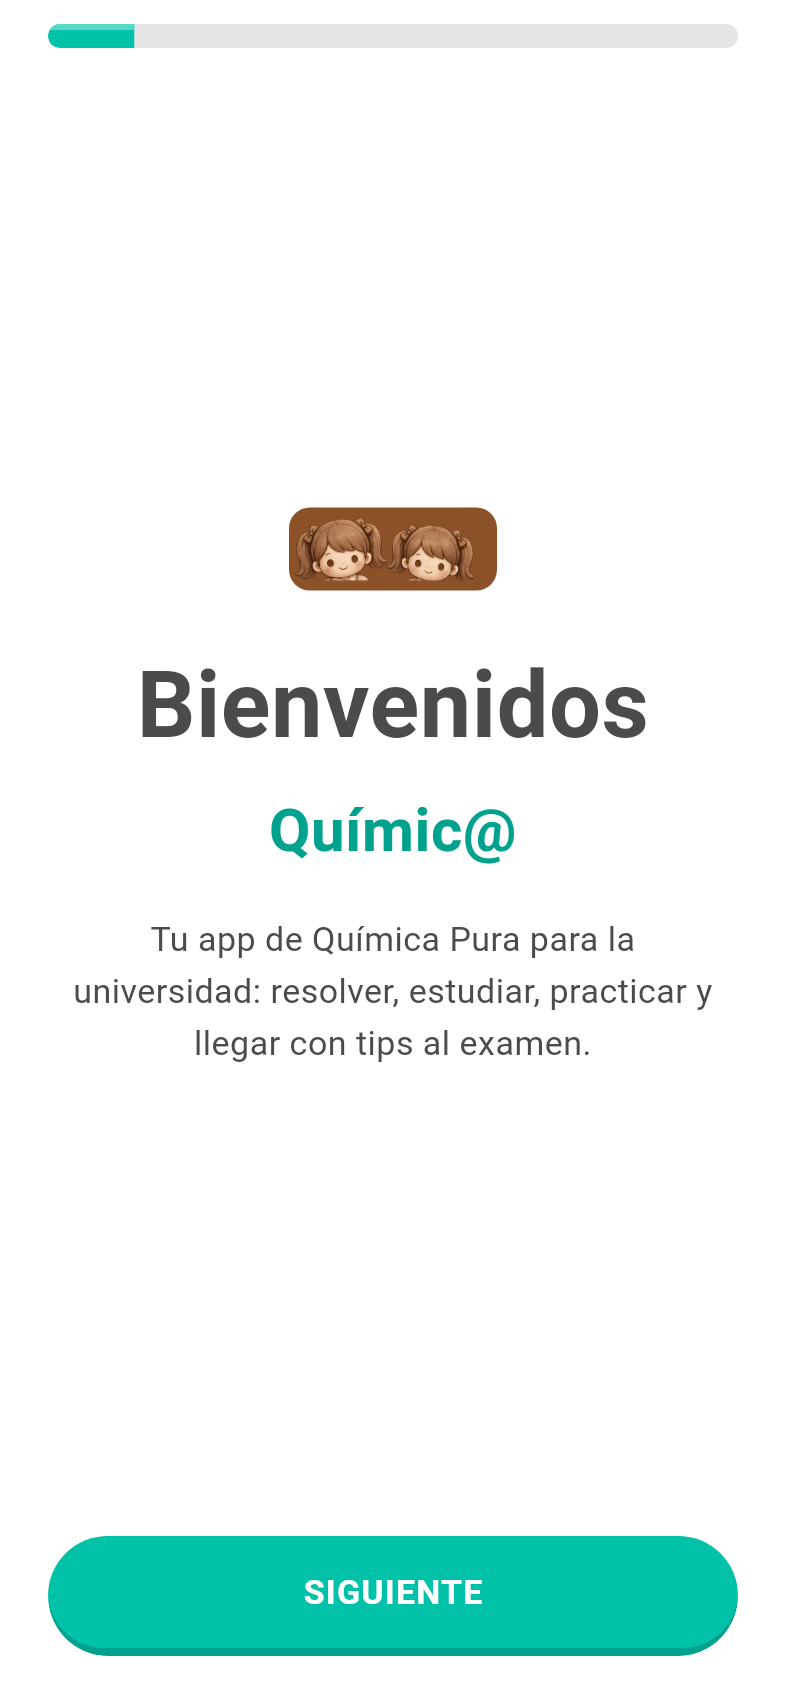 Bienvenidos
Químic@
Tu app de Química Pura para la
universidad: resolver, estudiar, practicar y
llegar con tips al examen.
SIGUIENTE